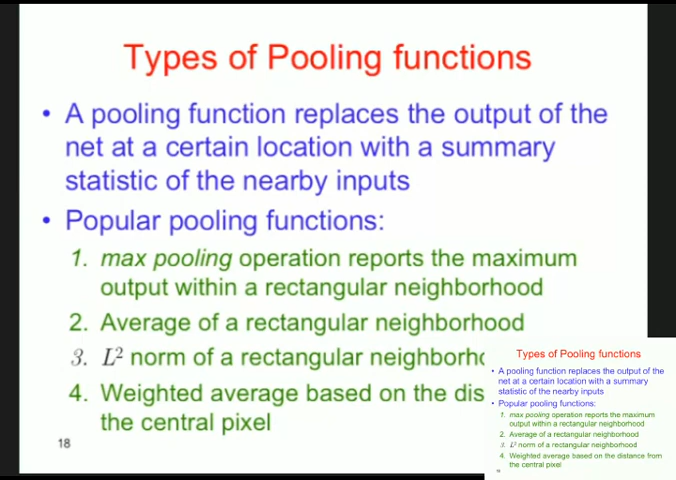 Types of Pooling functions
• A pooling function replaces the output of the
net at a certain location with a summary
statistic of the nearby inputs
• Popular pooling functions:
1. max pooling operation reports the maximum
output within a rectangular neighborhood
2. Average of a rectangular neighborhood
3. L² norm of a rectangular neighborho
4. Weighted average based on the dis
the central pixel
18
Types of Pooling functions
• A pooling function replaces the output of the
net at a certain location with a summary
statistic of the nearby inputs
• Popular pooling functions:
1. max pooling operation reports the maximum
output within a rectangular neighborhood
2. Average of a rectangular neighborhood
3. L² norm of a rectangular neighborhood
4. Weighted average based on the distance from
the central pixel